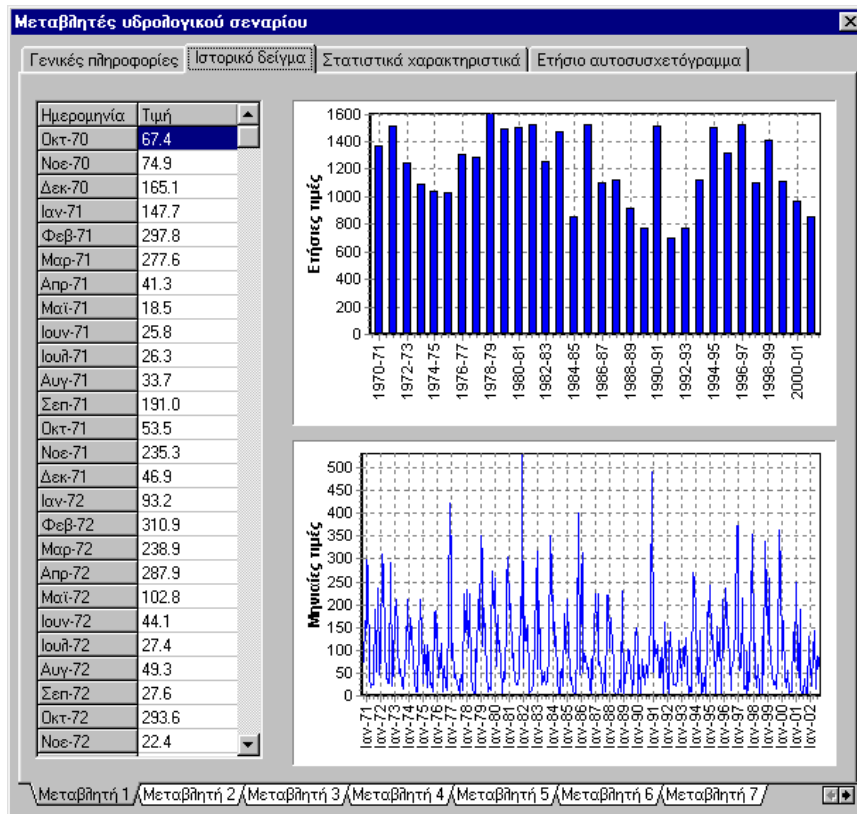 Μεταβλητές υδρολογικού σεναρίου
Γενικές πληροφορίες Ιστορικό δείγμα Στατιστικά χαρακτηριστικά Ετήσιο αυτοσυσχετόγραμμα
Ημερομηνία Τιμή
Οκτ-70 67.4
Νοε-70 74.9
Δεκ-70 165.1
Ιαν-71 147.7
Φεβ-71 297.8
Μαρ-71 277.6
Απρ-71 41.3
Μαϊ-71 18.5
Ιουν-71 25.8
Ιουλ-71 26.3
Αυγ-71 33.7
Σεπ-71 191.0
Οκτ-71 53.5
Νοε-71 235.3
Δεκ-71 46.9
Ιαν-72 93.2
Φεβ-72 310.9
Μαρ-72 238.9
Απρ-72 287.9
Μαϊ-72 102.8
Ιουν-72 44.1
Ιουλ-72 27.4
Αυγ-72 49.3
Σεπ-72 27.6
Οκτ-72 293.6
Νοε-72 22.4
Ετήσιες τιμές
1600
1400
1200
1000
800
600
400
200
0
1970-71 1972-73 1974-75 1976-77 1978-79 1980-81 1982-83 1984-85 1986-87 1988-89 1990-91 1992-93 1994-95 1996-97 1998-99 2000-01
Μηνιαίες τιμές
500
450
400
350
300
250
200
150
100
50
0
Ιαν-71 Ιαν-72 Ιαν-73 Ιαν-74 Ιαν-75 Ιαν-76 Ιαν-77 Ιαν-78 Ιαν-79 Ιαν-80 Ιαν-81 Ιαν-82 Ιαν-83 Ιαν-84 Ιαν-85 Ιαν-86 Ιαν-87 Ιαν-88 Ιαν-89 Ιαν-90 Ιαν-91 Ιαν-92 Ιαν-93 Ιαν-94 Ιαν-95 Ιαν-96 Ιαν-97 Ιαν-98 Ιαν-99 Ιαν-00 Ιαν-01 Ιαν-02
Μεταβλητή 1 Μεταβλητή 2 Μεταβλητή 3 Μεταβλητή 4 Μεταβλητή 5 Μεταβλητή 6 Μεταβλητή 7